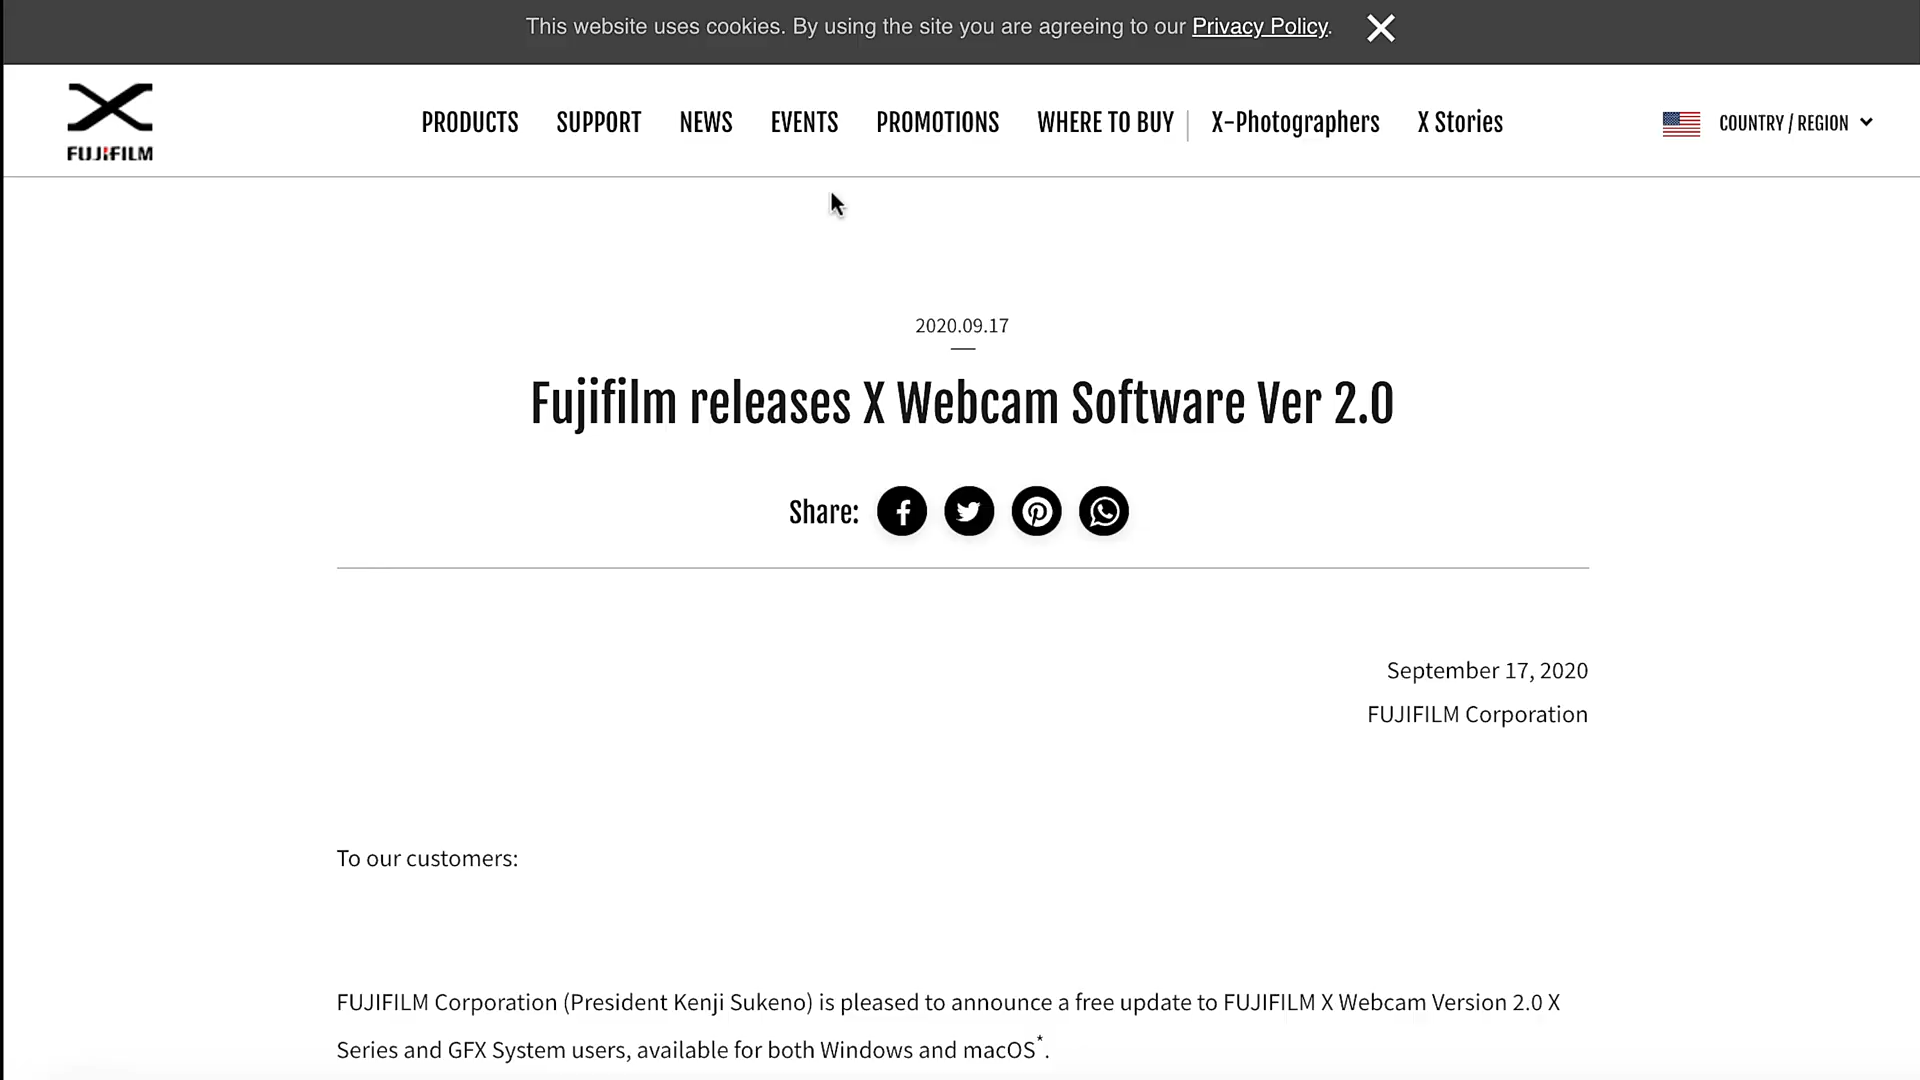 This website uses cookies. By using the site you are agreeing to our Privacy Policy.
FUJIFILM
PRODUCTS SUPPORT NEWS EVENTS PROMOTIONS WHERE TO BUY | X-Photographers X Stories COUNTRY / REGION
2020.09.17
Fujifilm releases X Webcam Software Ver 2.0
Share:
September 17, 2020
FUJIFILM Corporation
To our customers:
FUJIFILM Corporation (President Kenji Sukeno) is pleased to announce a free update to FUJIFILM X Webcam Version 2.0 X
Series and GFX System users, available for both Windows and macOS*.